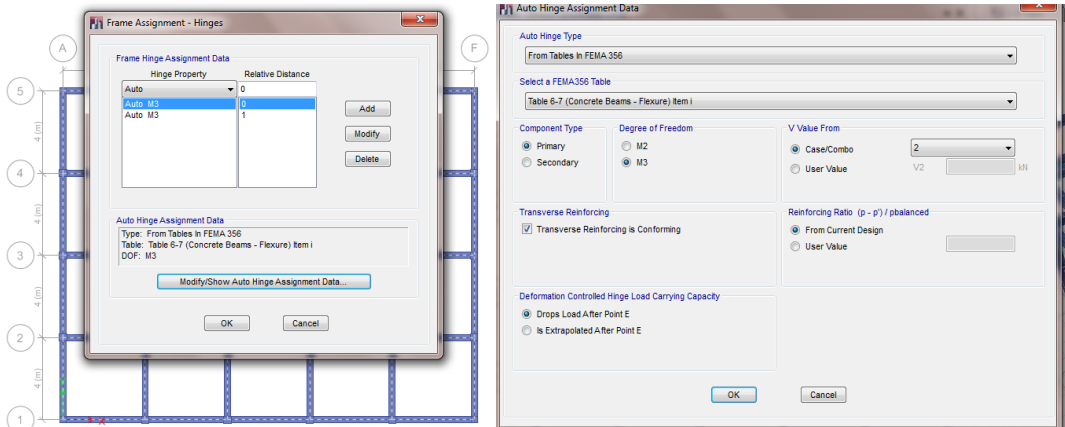 Frame Assignment - Hinges
x
A
F
5
4
3
2
1
4 (m)
4 (m)
4 (m)
4 (m)
X
Frame Hinge Assignment Data
Hinge Property Relative Distance
Auto 0
Auto M3 0
Auto M3 1
Add
Modify
Delete
Auto Hinge Assignment Data
Type: From Tables In FEMA 356
Table: Table 6-7 (Concrete Beams - Flexure) Item i
DOF: M3
Modify/Show Auto Hinge Assignment Data...
OK Cancel
Auto Hinge Assignment Data
Auto Hinge Type
From Tables In FEMA 356
Select a FEMA356 Table
Table 6-7 (Concrete Beams - Flexure) Item i
Component Type
Primary
Secondary
Degree of Freedom
M2
M3
V Value From
Case/Combo 2
User Value V2 kN
Transverse Reinforcing
Transverse Reinforcing is Conforming
Reinforcing Ratio (p - p') / pbalanced
From Current Design
User Value
Deformation Controlled Hinge Load Carrying Capacity
Drops Load After Point E
Is Extrapolated After Point E
OK Cancel